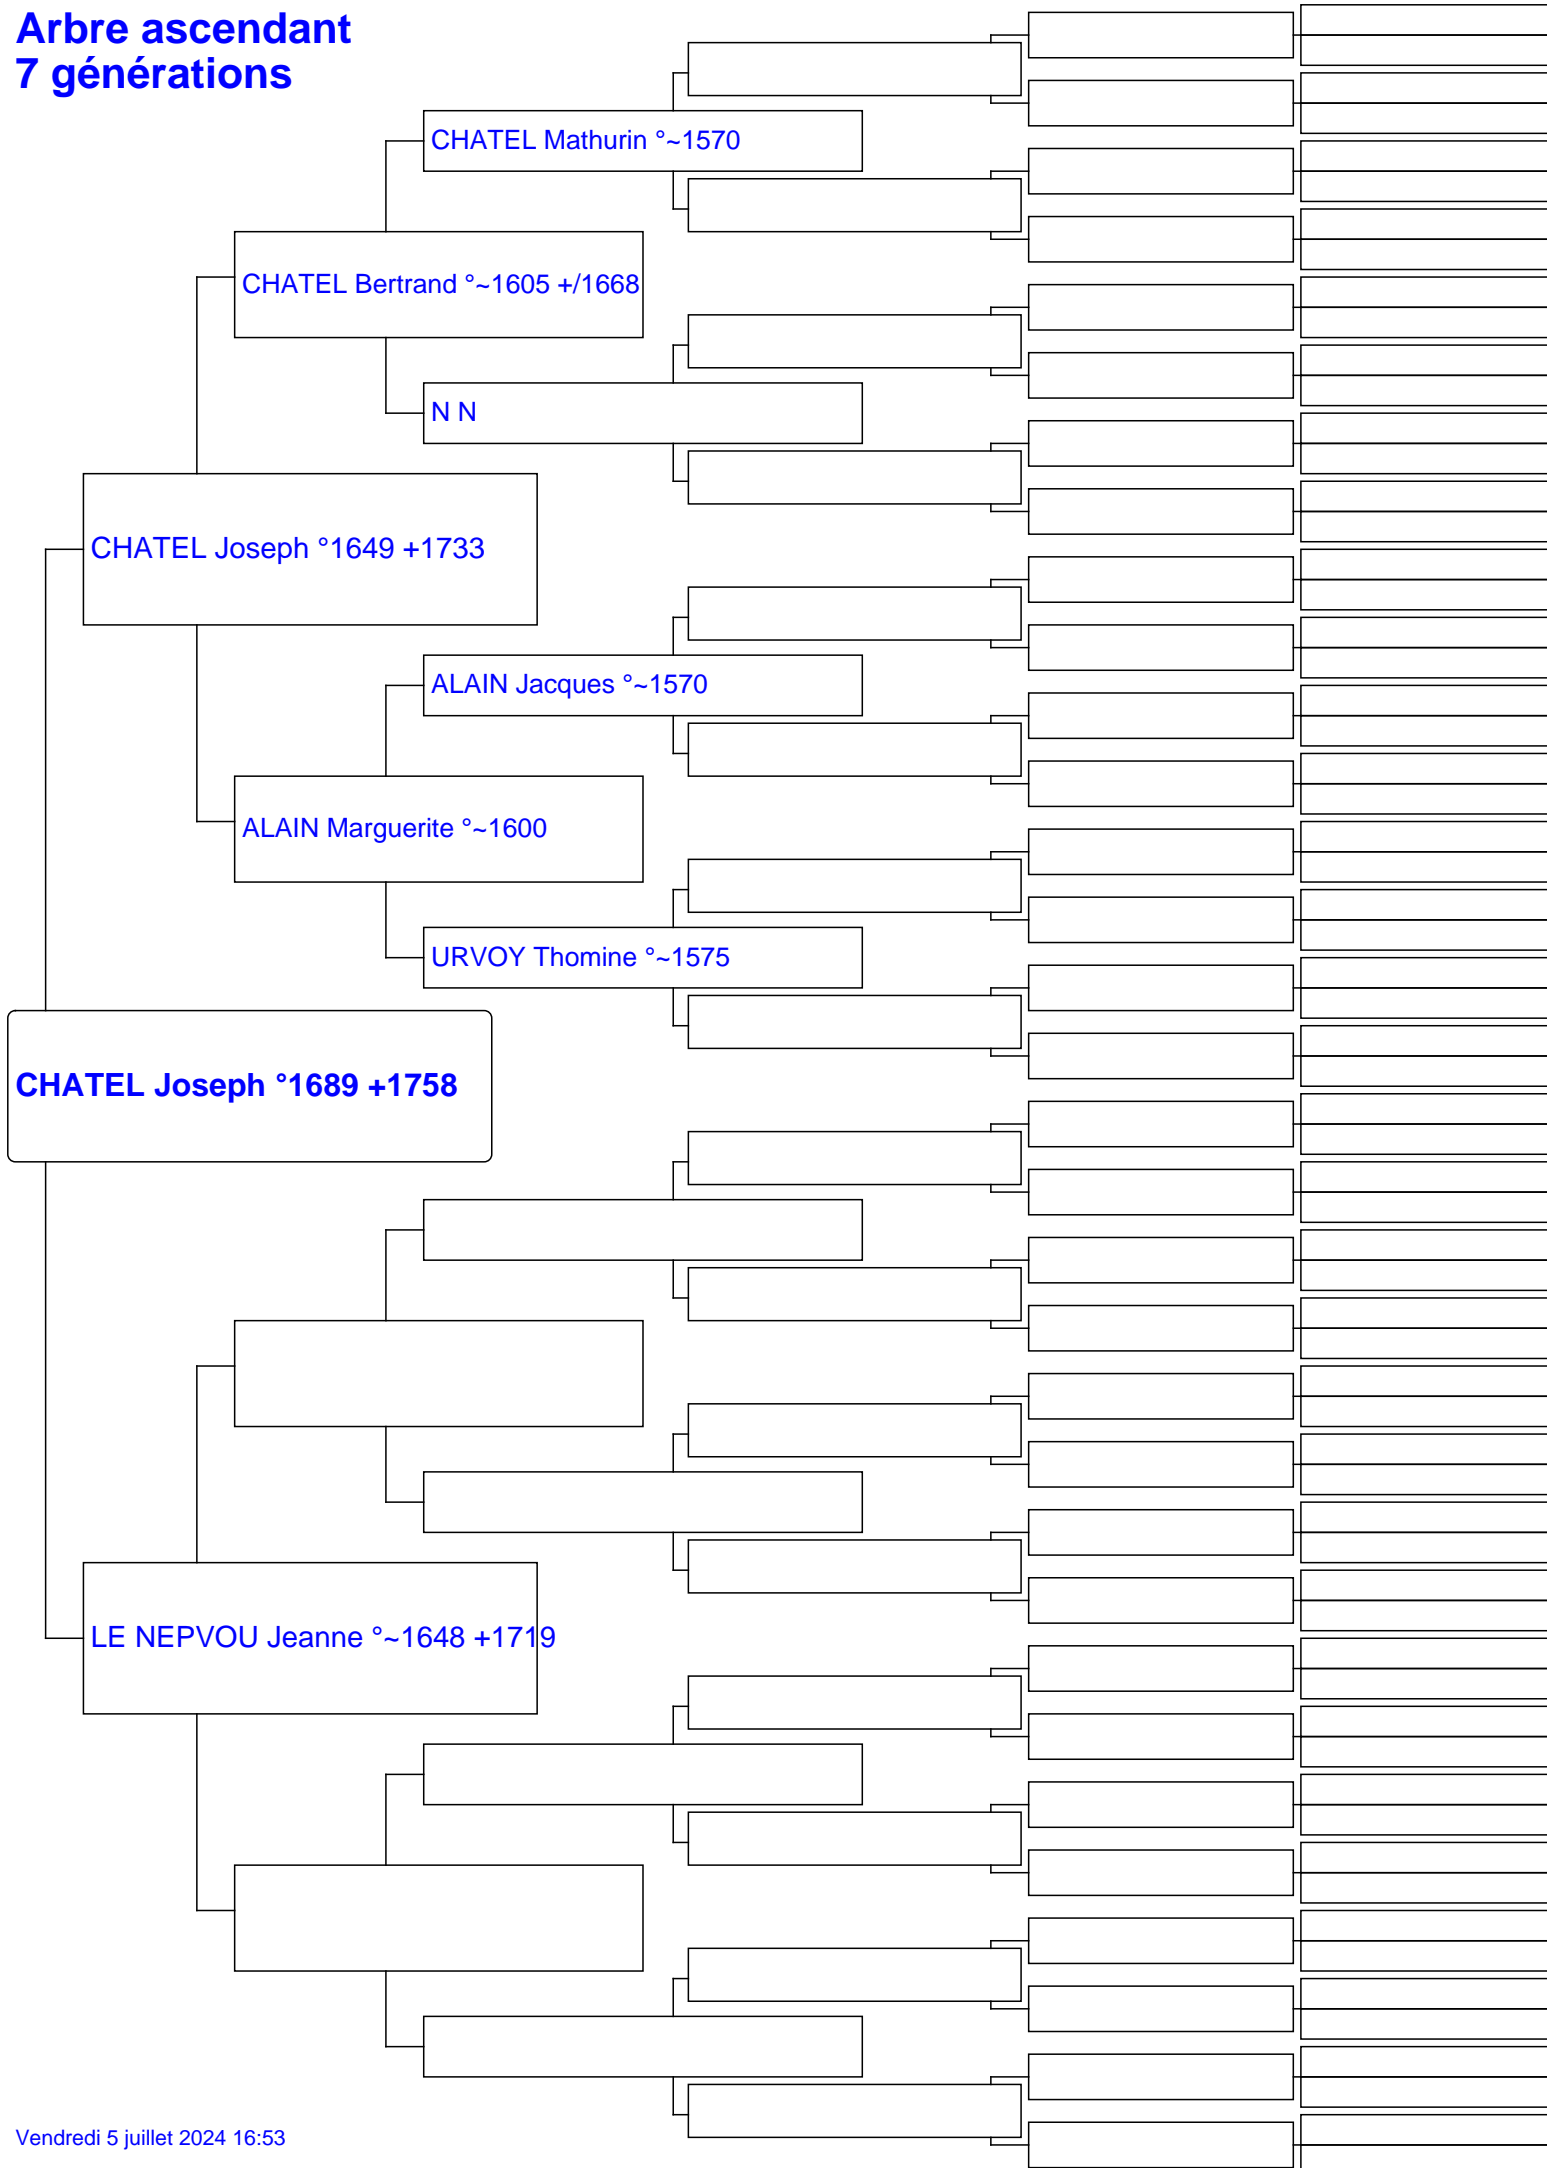 Arbre ascendant
7 générations
CHATEL Mathurin °~1570
CHATEL Bertrand °~1605 +/1668
N N
CHATEL Joseph °1649 +1733
ALAIN Jacques °~1570
ALAIN Marguerite °~1600
URVOY Thomine °~1575
CHATEL Joseph °1689 +1758
LE NEPVOU Jeanne °~1648 +1719
Vendredi 5 juillet 2024 16:53